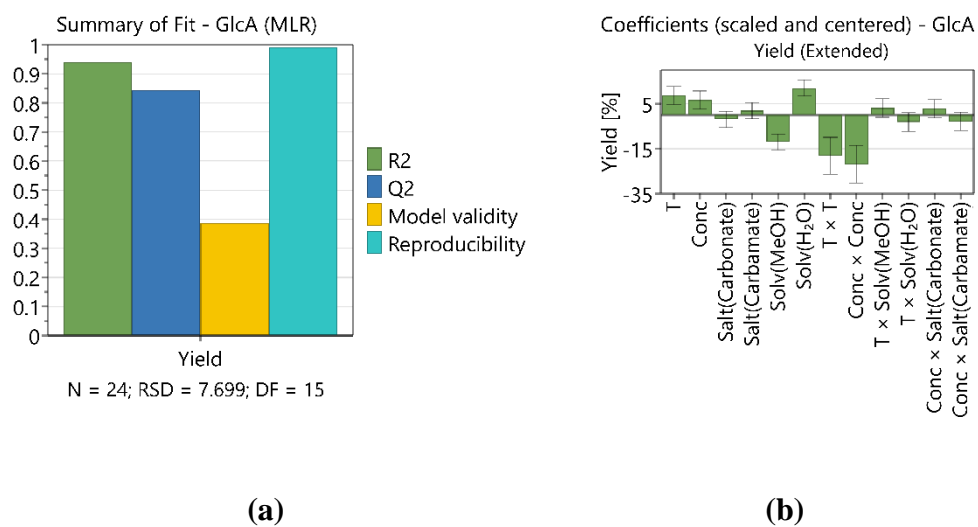 Summary of Fit - GlcA (MLR)
1
0.9
0.8
0.7
0.6
0.5
0.4
0.3
0.2
0.1
0
Yield
N = 24; RSD = 7.699; DF = 15
R2
Q2
Model validity
Reproducibility
(a)
Coefficients (scaled and centered) - GlcA
Yield (Extended)
Yield [%]
5
-15
-35
T
Conc
Salt(Carbonate)
Salt(Carbamate)
Solv(MeOH)
Solv(H₂O)
T × T
Conc × Conc
T × Solv(MeOH)
T × Solv(H₂O)
Conc × Salt(Carbonate)
Conc × Salt(Carbamate)
(b)